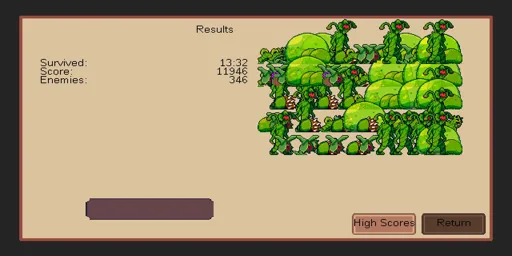 Results
Survived: 13:32
Score: 11946
Enemies: 346
High Scores Return